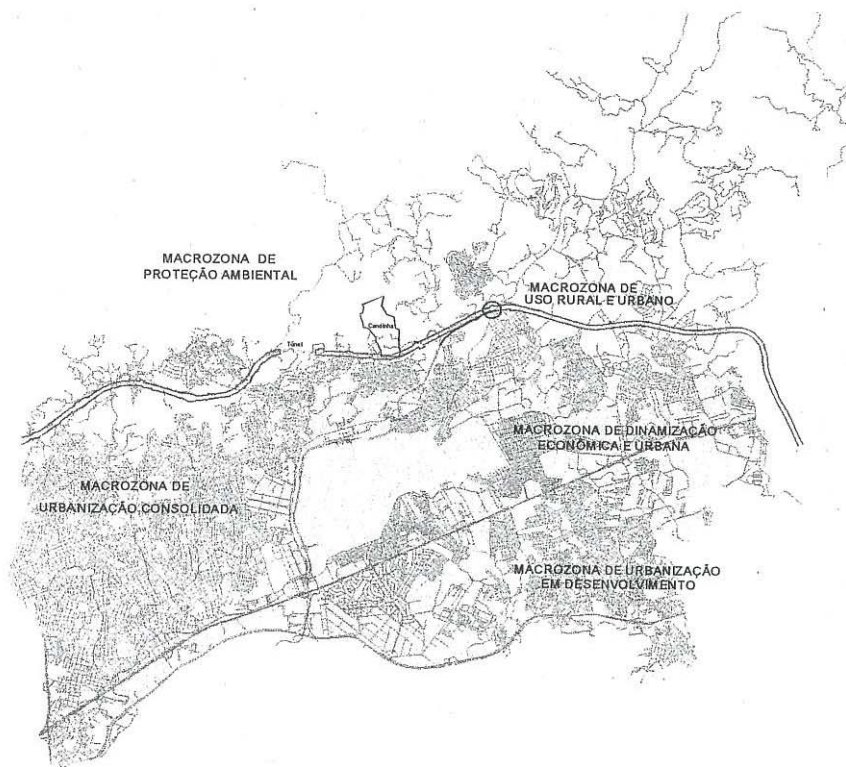 MACROZONA DE
PROTEÇÃO AMBIENTAL
MACROZONA DE
USO RURAL E URBANO
Candinha
Túnel
MACROZONA DE DINAMIZAÇÃO
ECONÔMICA E URBANA
MACROZONA DE
URBANIZAÇÃO CONSOLIDADA
MACROZONA DE URBANIZAÇÃO
EM DESENVOLVIMENTO